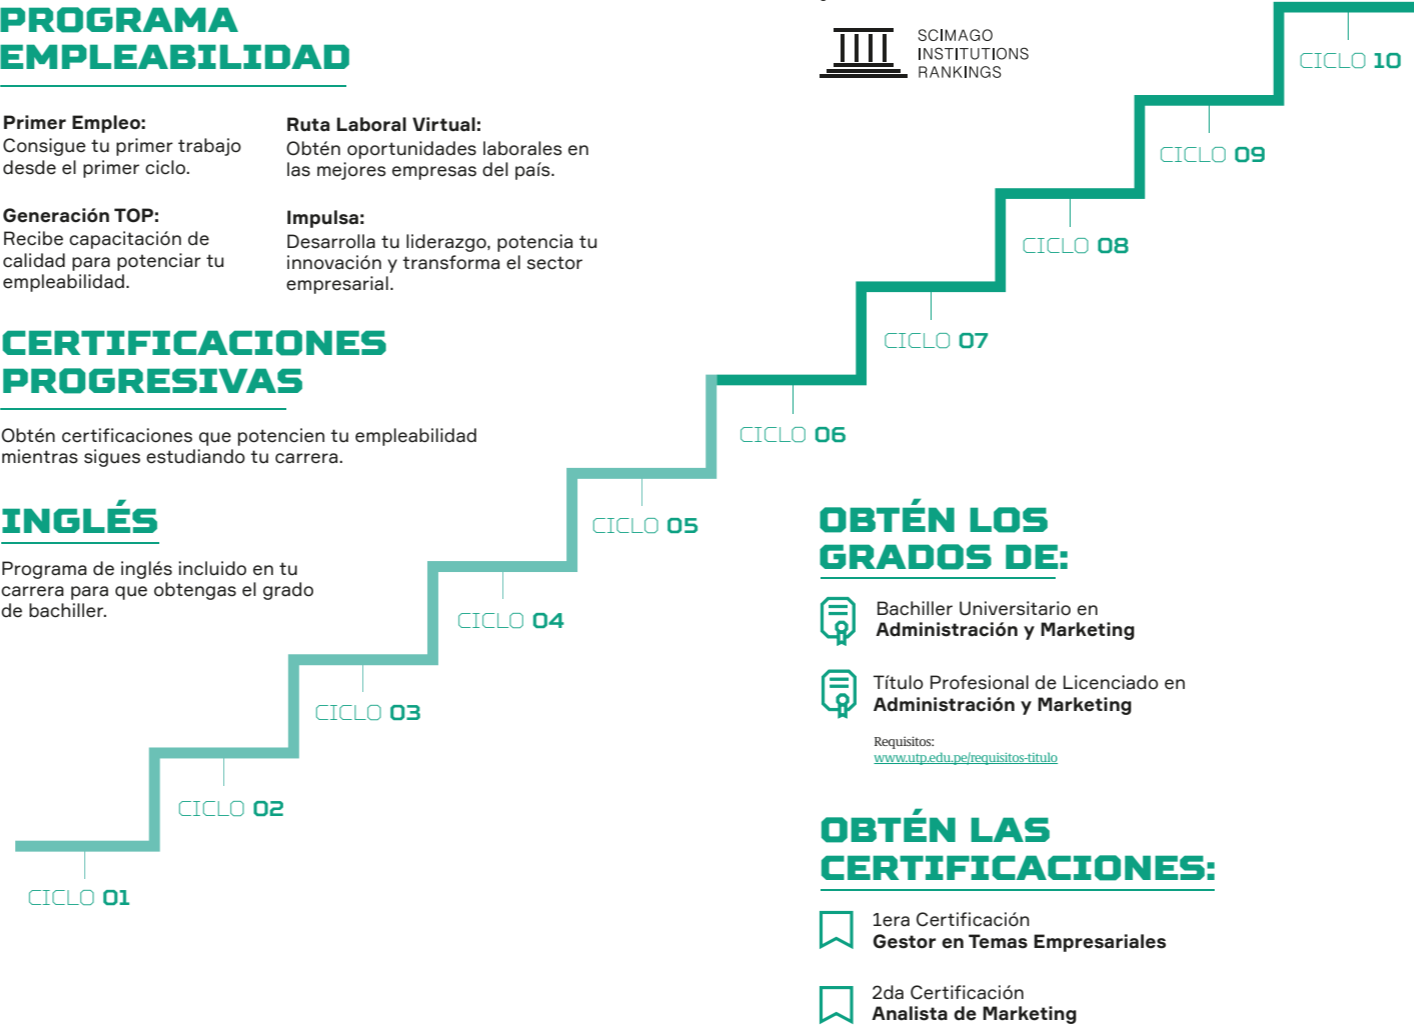 PROGRAMA
EMPLEABILIDAD
Primer Empleo:
Consigue tu primer trabajo
desde el primer ciclo.
Ruta Laboral Virtual:
Obtén oportunidades laborales en
las mejores empresas del país.
Generación TOP:
Recibe capacitación de
calidad para potenciar tu
empleabilidad.
Impulsa:
Desarrolla tu liderazgo, potencia tu
innovación y transforma el sector
empresarial.
CERTIFICACIONES
PROGRESIVAS
Obtén certificaciones que potencien tu empleabilidad
mientras sigues estudiando tu carrera.
INGLÉS
Programa de inglés incluido en tu
carrera para que obtengas el grado
de bachiller.
SCIMAGO
INSTITUTIONS
RANKINGS
CICLO 10
CICLO 09
CICLO 08
CICLO 07
CICLO 06
CICLO 05
CICLO 04
CICLO 03
CICLO 02
CICLO 01
OBTÉN LOS
GRADOS DE:
Bachiller Universitario en
Administración y Marketing
Título Profesional de Licenciado en
Administración y Marketing
Requisitos:
www.utp.edu.pe/requisitos-titulo
OBTÉN LAS
CERTIFICACIONES:
1era Certificación
Gestor en Temas Empresariales
2da Certificación
Analista de Marketing